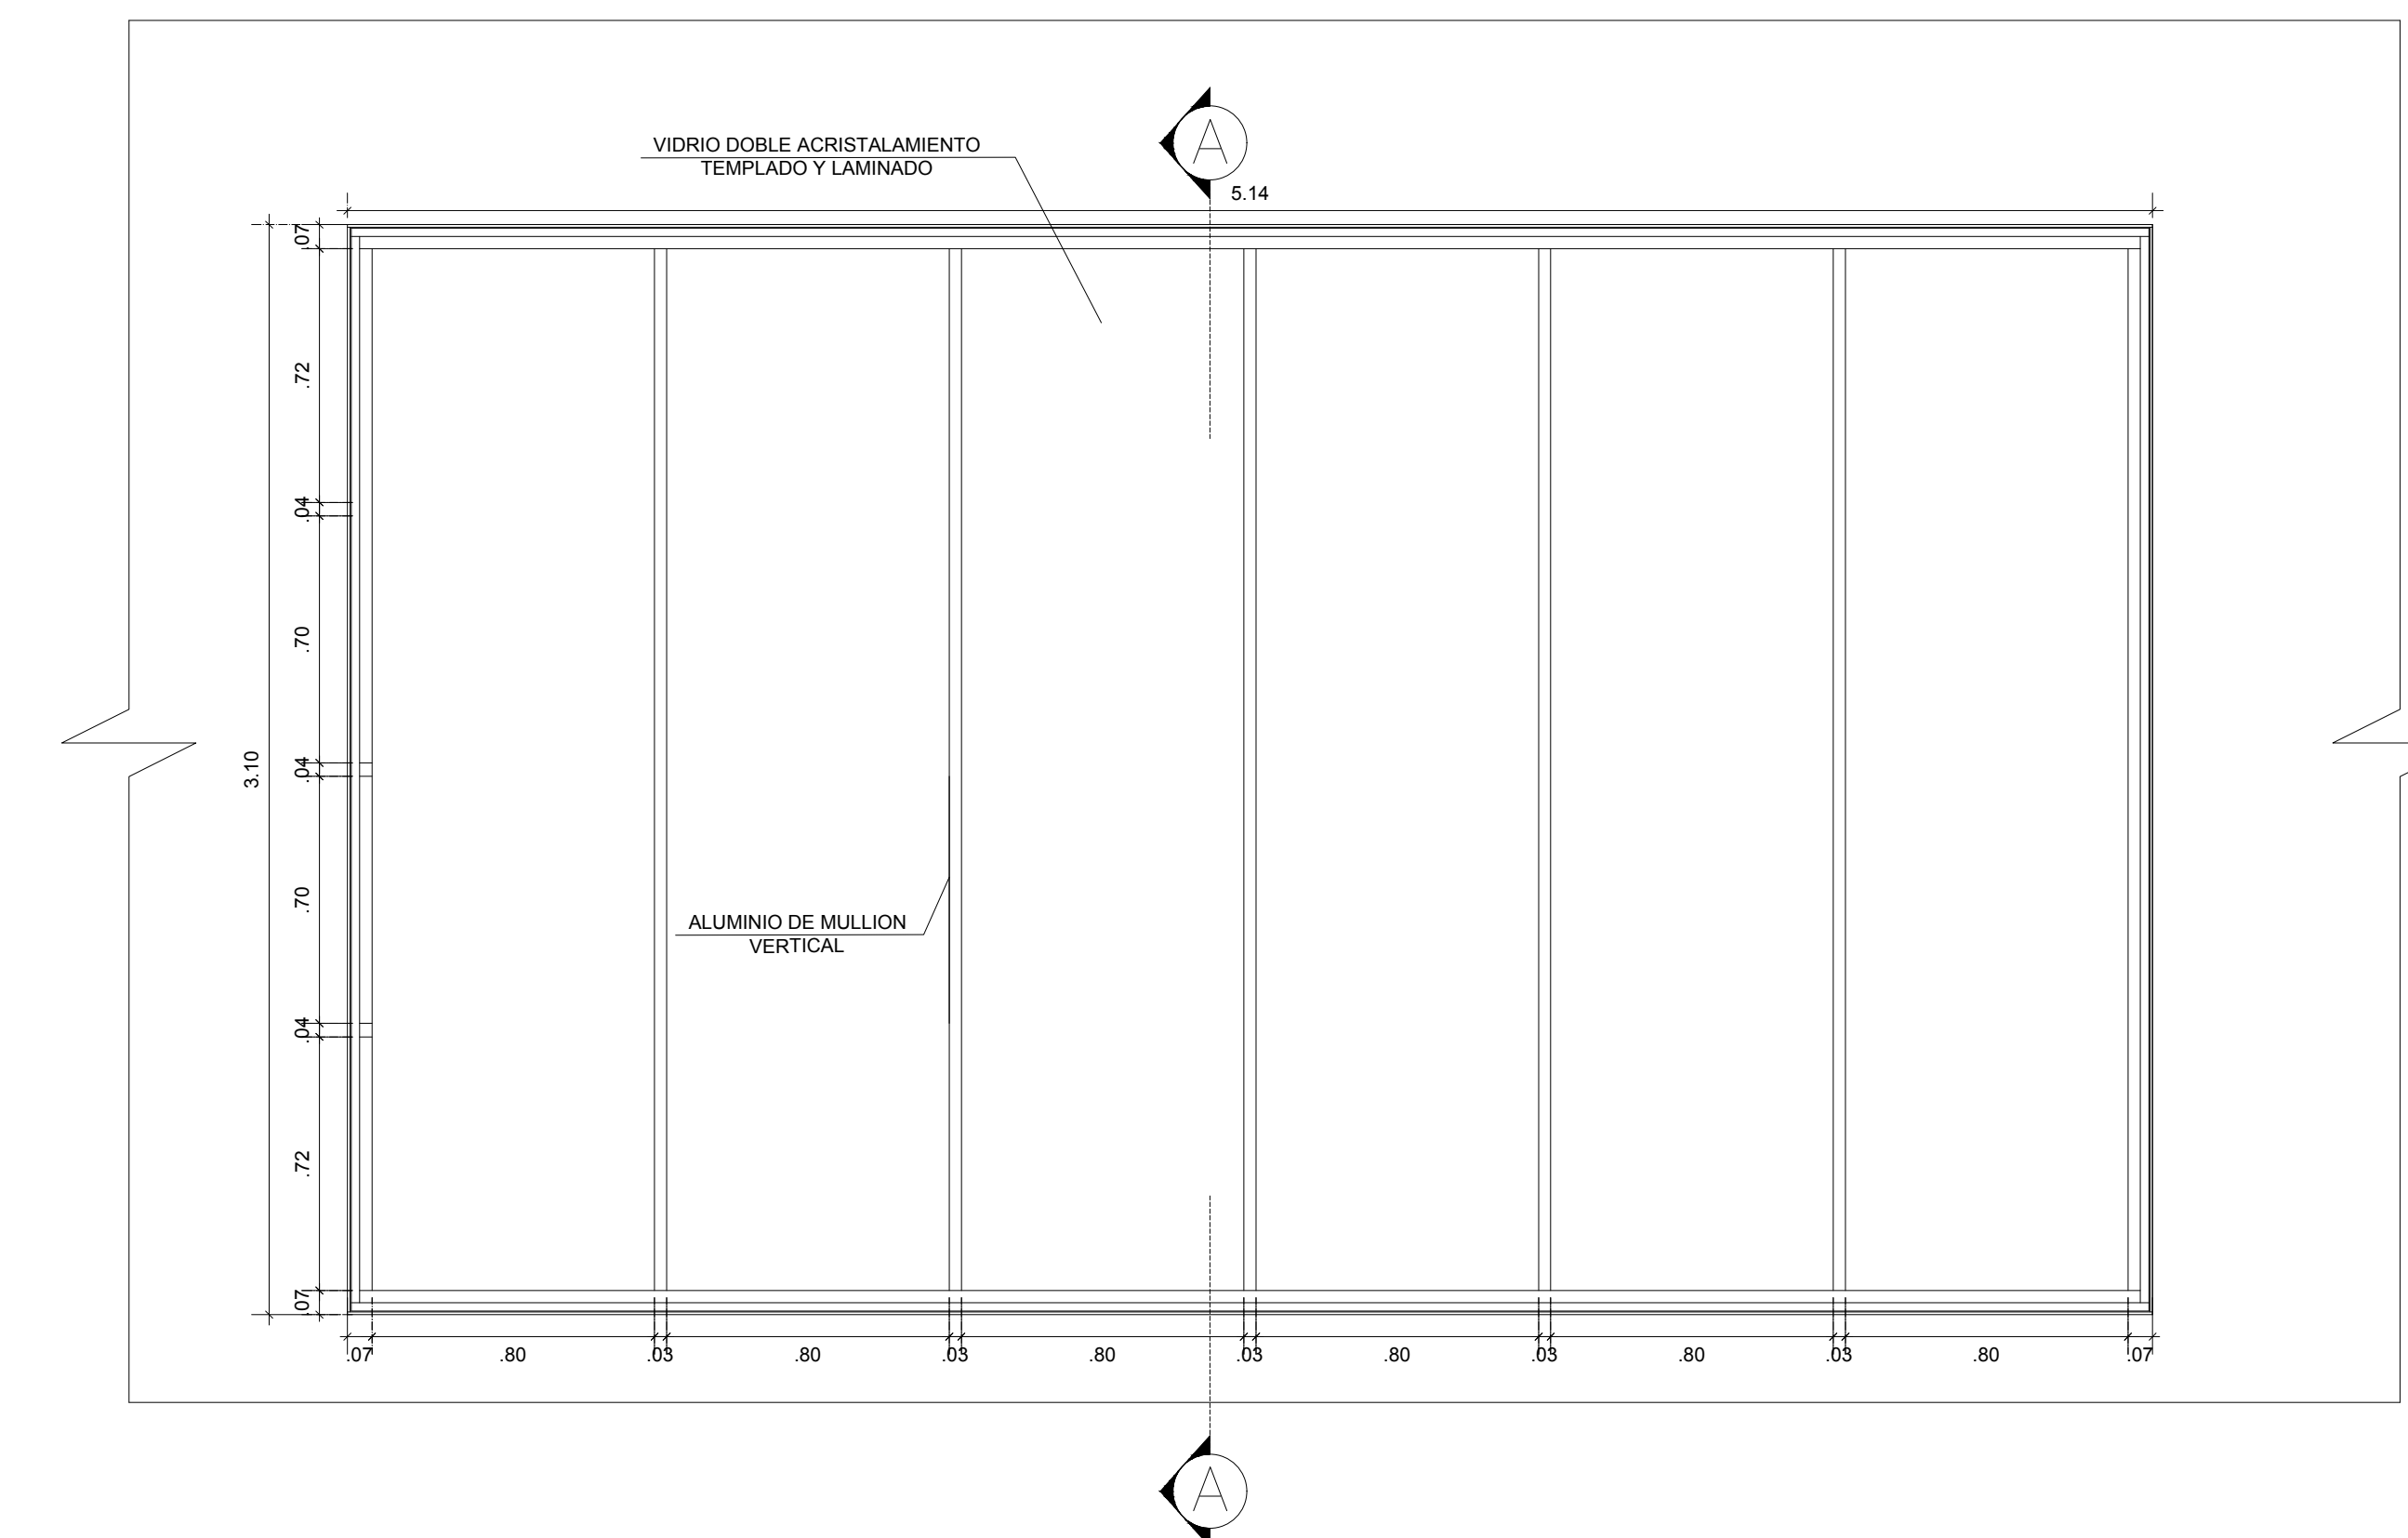 A
VIDRIO DOBLE ACRISTALAMIENTO
TEMPLADO Y LAMINADO
5.14
.07
.72
.04
.70
.04
3.10
.70
ALUMINIO DE MULLION
VERTICAL
.04
.72
.07
.07 .80 .03 .80 .03 .80 .03 .80 .03 .80 .03 .80 .07
A